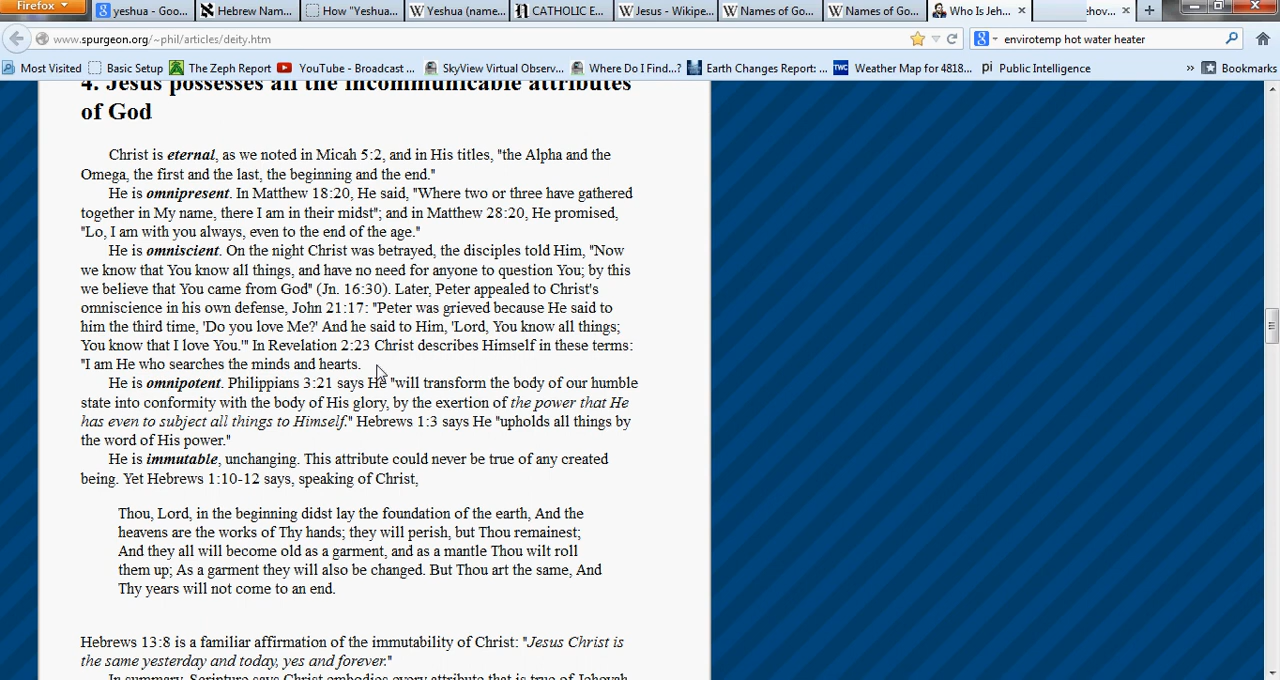 Firefox
yeshua - Goo...
Hebrew Nam...
How "Yeshua...
Yeshua (name...
CATHOLIC E...
Jesus - Wikipe...
Names of Go...
Names of Go...
Who Is Jeh...
ehov...
www.spurgeon.org/~phil/articles/deity.htm
envirotemp hot water heater
Most Visited
Basic Setup
The Zeph Report
YouTube - Broadcast ...
SkyView Virtual Observ...
Where Do I Find...?
Earth Changes Report: ...
TWC
Weather Map for 4818...
pi Public Intelligence
»
Bookmarks
4. Jesus possesses all the incommunicable attributes
of God
Christ is eternal, as we noted in Micah 5:2, and in His titles, "the Alpha and the
Omega, the first and the last, the beginning and the end."
He is omnipresent. In Matthew 18:20, He said, "Where two or three have gathered
together in My name, there I am in their midst"; and in Matthew 28:20, He promised,
"Lo, I am with you always, even to the end of the age."
He is omniscient. On the night Christ was betrayed, the disciples told Him, "Now
we know that You know all things, and have no need for anyone to question You; by this
we believe that You came from God" (Jn. 16:30). Later, Peter appealed to Christ's
omniscience in his own defense, John 21:17: "Peter was grieved because He said to
him the third time, 'Do you love Me?' And he said to Him, 'Lord, You know all things;
You know that I love You.'" In Revelation 2:23 Christ describes Himself in these terms:
"I am He who searches the minds and hearts.
He is omnipotent. Philippians 3:21 says He "will transform the body of our humble
state into conformity with the body of His glory, by the exertion of the power that He
has even to subject all things to Himself." Hebrews 1:3 says He "upholds all things by
the word of His power."
He is immutable, unchanging. This attribute could never be true of any created
being. Yet Hebrews 1:10-12 says, speaking of Christ,
Thou, Lord, in the beginning didst lay the foundation of the earth, And the
heavens are the works of Thy hands; they will perish, but Thou remainest;
And they all will become old as a garment, and as a mantle Thou wilt roll
them up; As a garment they will also be changed. But Thou art the same, And
Thy years will not come to an end.
Hebrews 13:8 is a familiar affirmation of the immutability of Christ: "Jesus Christ is
the same yesterday and today, yes and forever."
In summary, Scripture says Christ embodies every attribute that is true of Jehovah